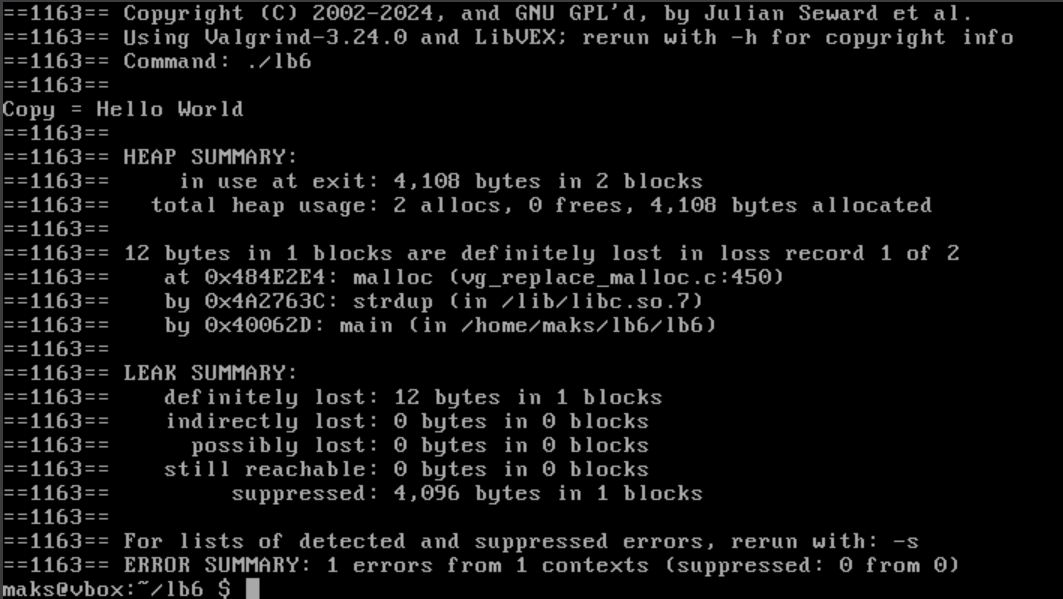 ==1163== Copyright (C) 2002-2024, and GNU GPL'd, by Julian Seward et al.
==1163== Using Valgrind-3.24.0 and LibVEX; rerun with -h for copyright info
==1163== Command: ./lb6
==1163==
Copy = Hello World
==1163==
==1163== HEAP SUMMARY:
==1163==     in use at exit: 4,108 bytes in 2 blocks
==1163==   total heap usage: 2 allocs, 0 frees, 4,108 bytes allocated
==1163==
==1163== 12 bytes in 1 blocks are definitely lost in loss record 1 of 2
==1163==    at 0x484E2E4: malloc (vg_replace_malloc.c:450)
==1163==    by 0x4A2763C: strdup (in /lib/libc.so.7)
==1163==    by 0x40062D: main (in /home/maks/lb6/lb6)
==1163==
==1163== LEAK SUMMARY:
==1163==    definitely lost: 12 bytes in 1 blocks
==1163==    indirectly lost: 0 bytes in 0 blocks
==1163==      possibly lost: 0 bytes in 0 blocks
==1163==    still reachable: 0 bytes in 0 blocks
==1163==         suppressed: 4,096 bytes in 1 blocks
==1163==
==1163== For lists of detected and suppressed errors, rerun with: -s
==1163== ERROR SUMMARY: 1 errors from 1 contexts (suppressed: 0 from 0)
maks@vbox:~/lb6 $